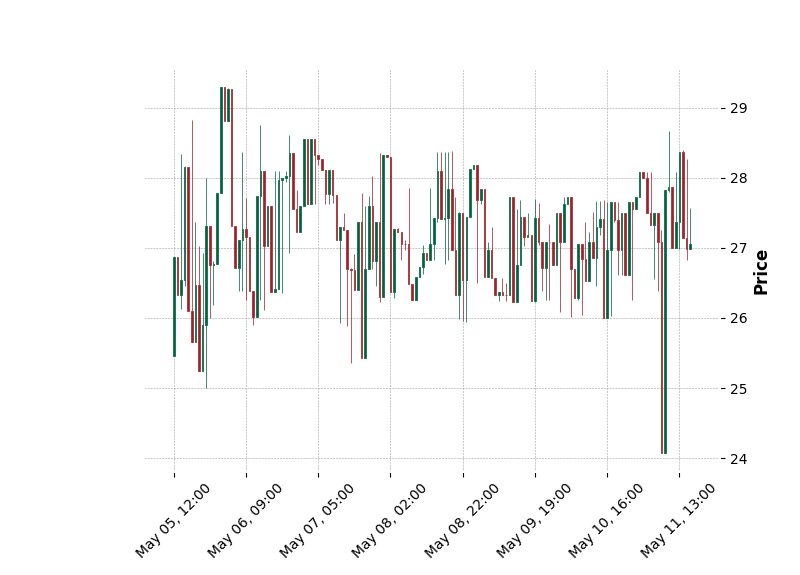 29
28
27
26
25
24
Price
May 05, 12:00
May 06, 09:00
May 07, 05:00
May 08, 02:00
May 08, 22:00
May 09, 19:00
May 10, 16:00
May 11, 13:00